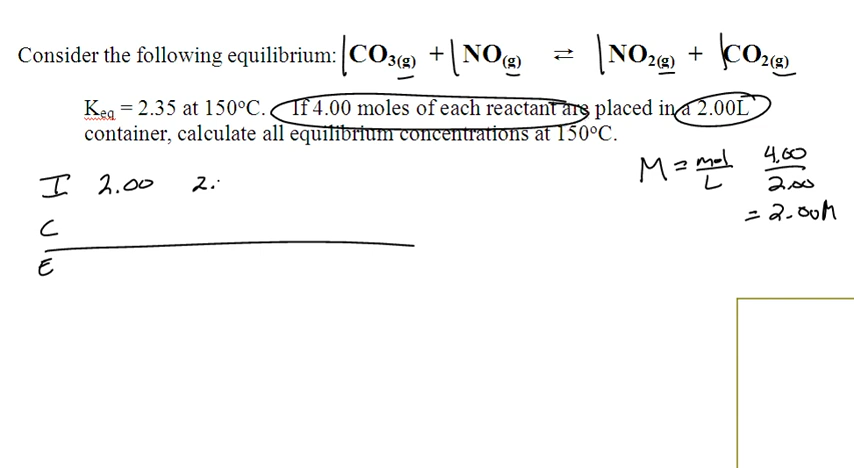 Consider the following equilibrium: |CO3(g) + |NO(g) ⇌ |NO2(g) + |CO2(g)
Keq = 2.35 at 150°C. If 4.00 moles of each reactant are placed in a 2.00L
container, calculate all equilibrium concentrations at 150°C.
M = mol/L 4.00/2.00
= 2.00M
I 2.00 2.
C
E